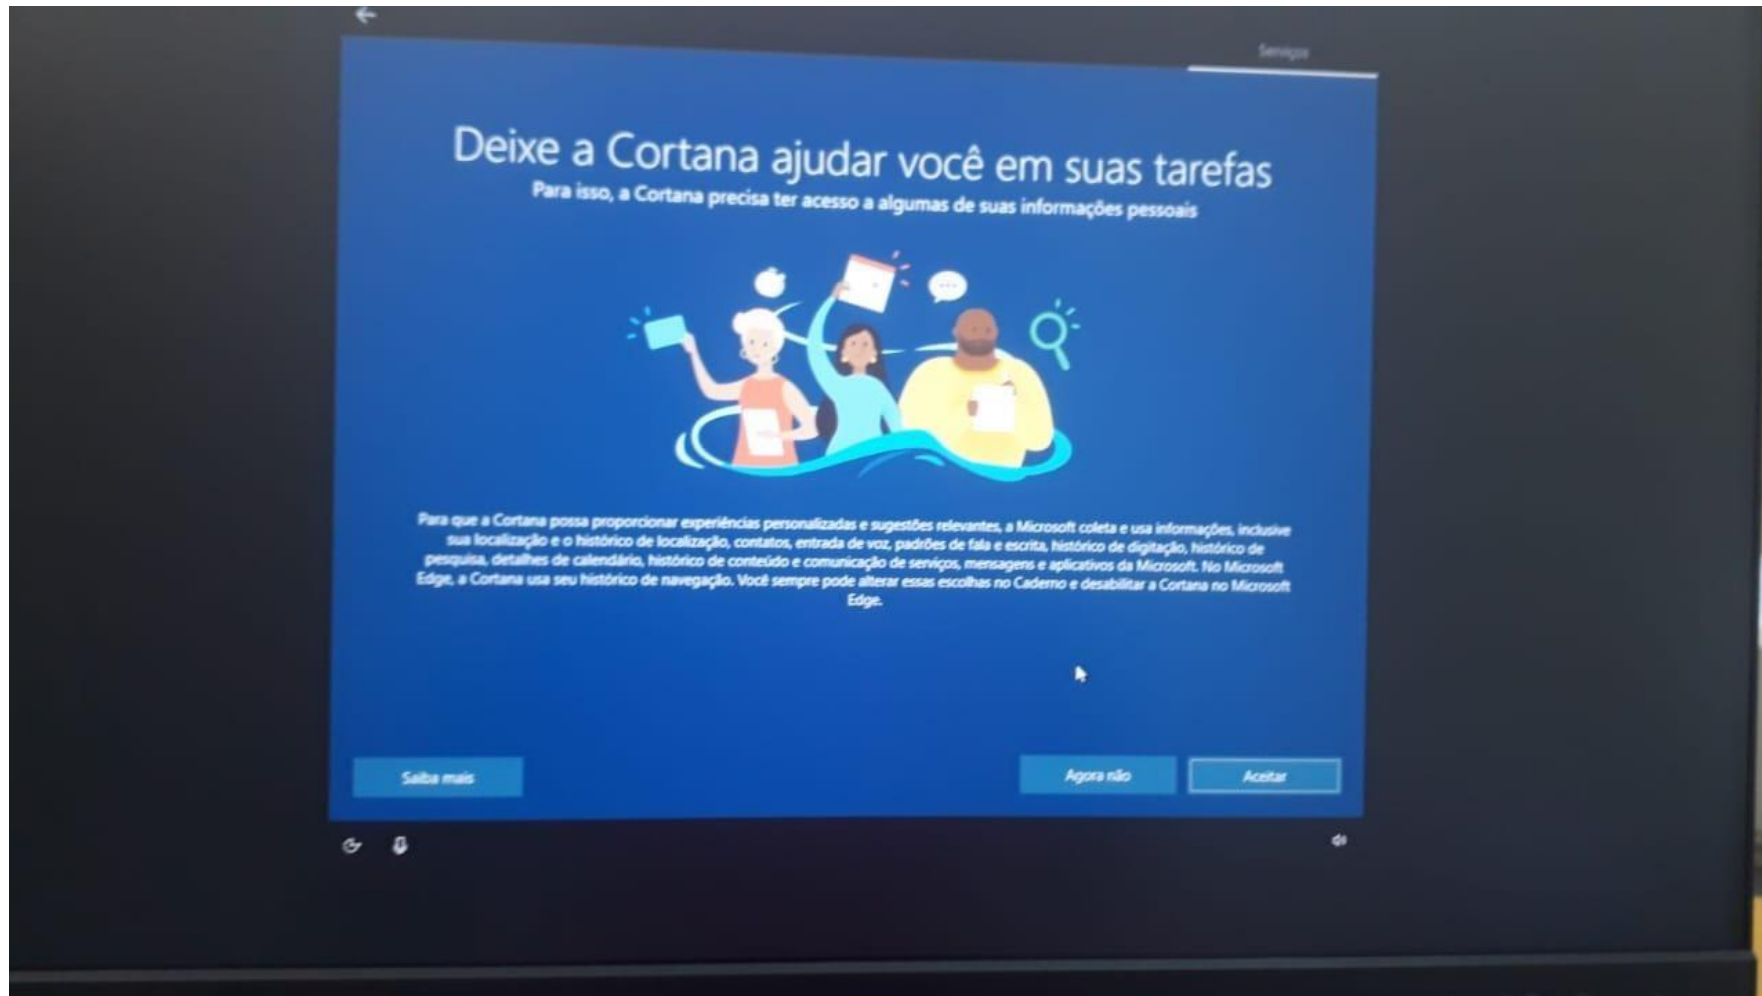 Serviços
Deixe a Cortana ajudar você em suas tarefas
Para isso, a Cortana precisa ter acesso a algumas de suas informações pessoais
Para que a Cortana possa proporcionar experiências personalizadas e sugestões relevantes, a Microsoft coleta e usa informações, inclusive
sua localização e o histórico de localização, contatos, entrada de voz, padrões de fala e escrita, histórico de digitação, histórico de
pesquisa, detalhes de calendário, histórico de conteúdo e comunicação de serviços, mensagens e aplicativos da Microsoft. No Microsoft
Edge, a Cortana usa seu histórico de navegação. Você sempre pode alterar essas escolhas no Caderno e desabilitar a Cortana no Microsoft
Edge.
Saiba mais
Agora não
Aceitar